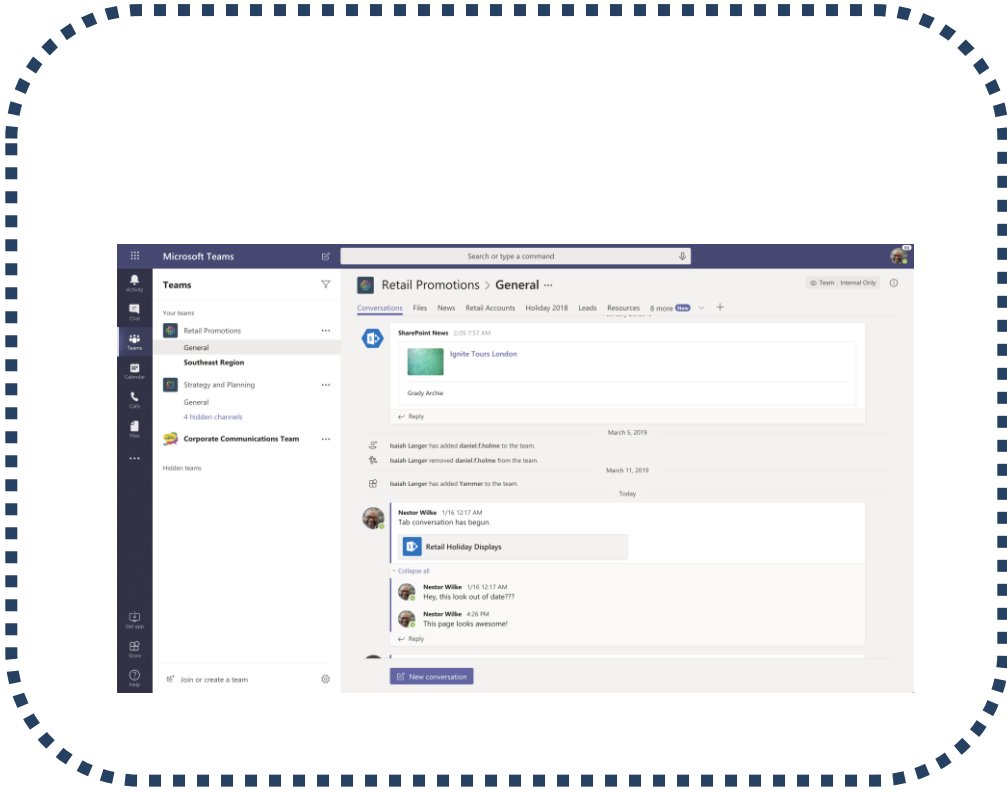 Microsoft Teams
Search or type a command
Activity
Chat
Teams
Calendar
Calls
Files
Get app
Store
Help
Teams
Your teams
Retail Promotions
General
Southeast Region
Strategy and Planning
General
4 hidden channels
Corporate Communications Team
Hidden teams
Join or create a team
Retail Promotions > General
Team Internal Only
Conversations Files News Retail Accounts Holiday 2018 Leads Resources 8 more New
SharePoint News 2/26 7:57 AM
Ignite Tours London
Grady Archie
Reply
March 5, 2019
Isaiah Langer has added daniel.f.holme to the team.
Isaiah Langer removed daniel.f.holme from the team.
March 11, 2019
Isaiah Langer has added Yammer to the team.
Today
Nestor Wilke 1/16 12:17 AM
Tab conversation has begun.
Retail Holiday Displays
Collapse all
Nestor Wilke 1/16 12:17 AM
Hey, this look out of date???
Nestor Wilke 4:26 PM
This page looks awesome!
Reply
New conversation